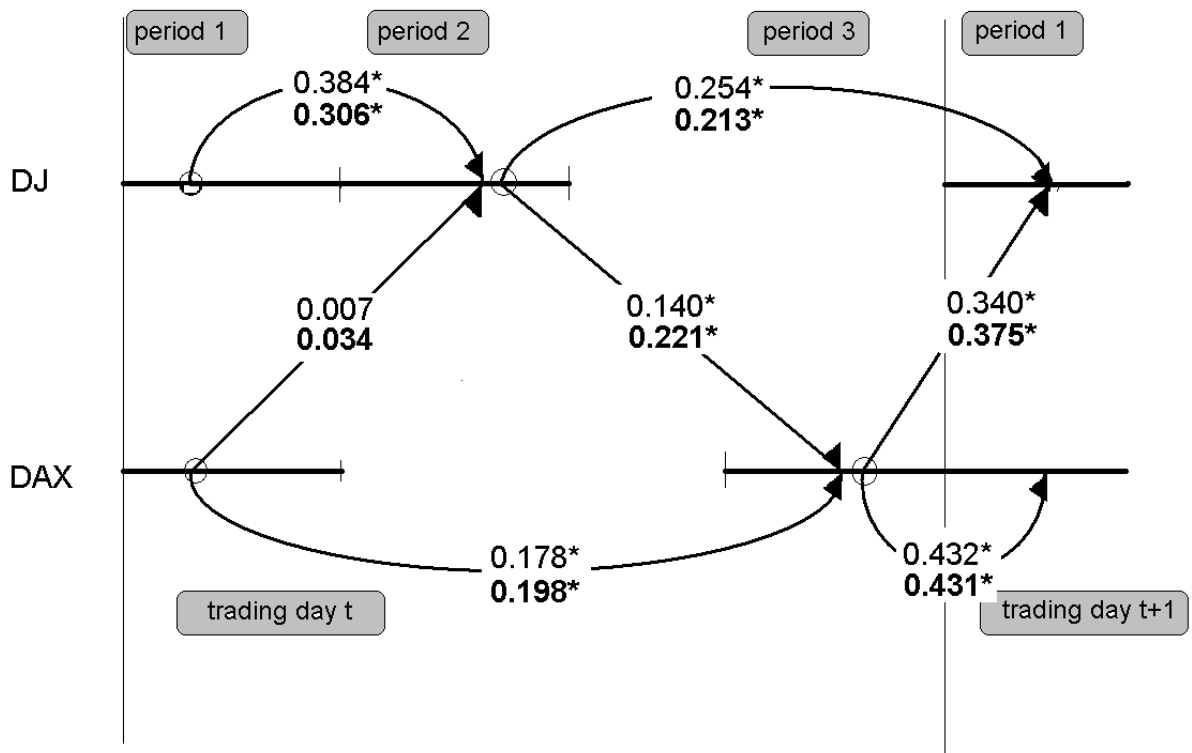 period 1
period 2
period 3
period 1
0.384*
0.306*
0.254*
0.213*
DJ
0.007
0.034
0.140*
0.221*
0.340*
0.375*
DAX
0.178*
0.198*
0.432*
0.431*
trading day t
trading day t+1